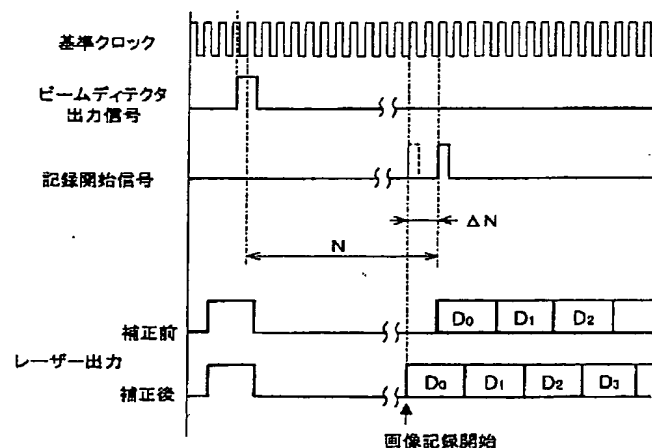 基準クロック
ビームディテクタ
出力信号
記録開始信号
ΔN
N
補正前
D0 D1 D2
レーザー出力
補正後
D0 D1 D2 D3
画像記録開始